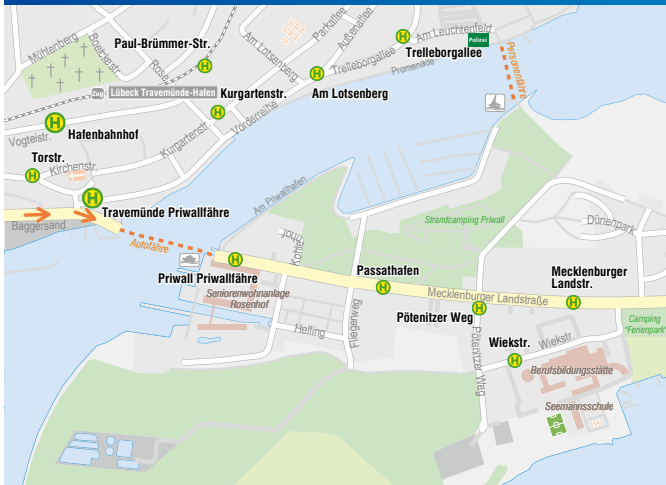 Am Leuchtenfeld
Polizei
Trelleborgallee
Parkallee
Außenallee
Mühlenberg
Boelckestr.
Paul-Brümmer-Str.
Am Lotsenberg
Trelleborgallee
Promenade
Personenfähre
Rose
Lübeck Travemünde-Hafen
Kurgartenstr.
Am Lotsenberg
Vorderreihe
H
Hafenbahnhof
Vogteistr.
Kurgartenstr.
Torstr.
Kirchenstr.
Am Priwallhafen
Travemünde Priwallfähre
Baggersand
Autofähre
Strandcamping Priwall
Dünenpark
Kohlenhof
Priwall Priwallfähre
Passathafen
Mecklenburger
Landstr.
Seniorenwohnanlage
Rosenhof
Mecklenburger Landstraße
Pötenitzer Weg
Helling
Fliegerweg
Camping
"Ferienpark"
Wiekstr.
Wiekstr.
Pötenitzer Weg
Berufsbildungsstätte
Seemannsschule